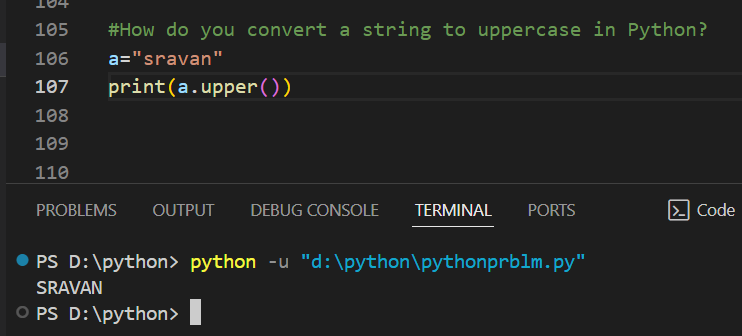 104
105 #How do you convert a string to uppercase in Python?
106 a="sravan"
107 print(a.upper())
108
109
110
PROBLEMS OUTPUT DEBUG CONSOLE TERMINAL PORTS Code
PS D:\python> python -u "d:\python\pythonprblm.py"
SRAVAN
PS D:\python>